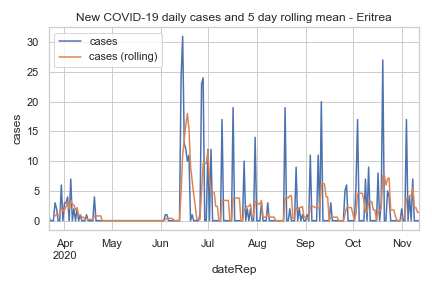 New COVID-19 daily cases and 5 day rolling mean - Eritrea
cases
cases (rolling)
30
25
20
15
10
5
0
cases
Apr May Jun Jul Aug Sep Oct Nov
2020
dateRep